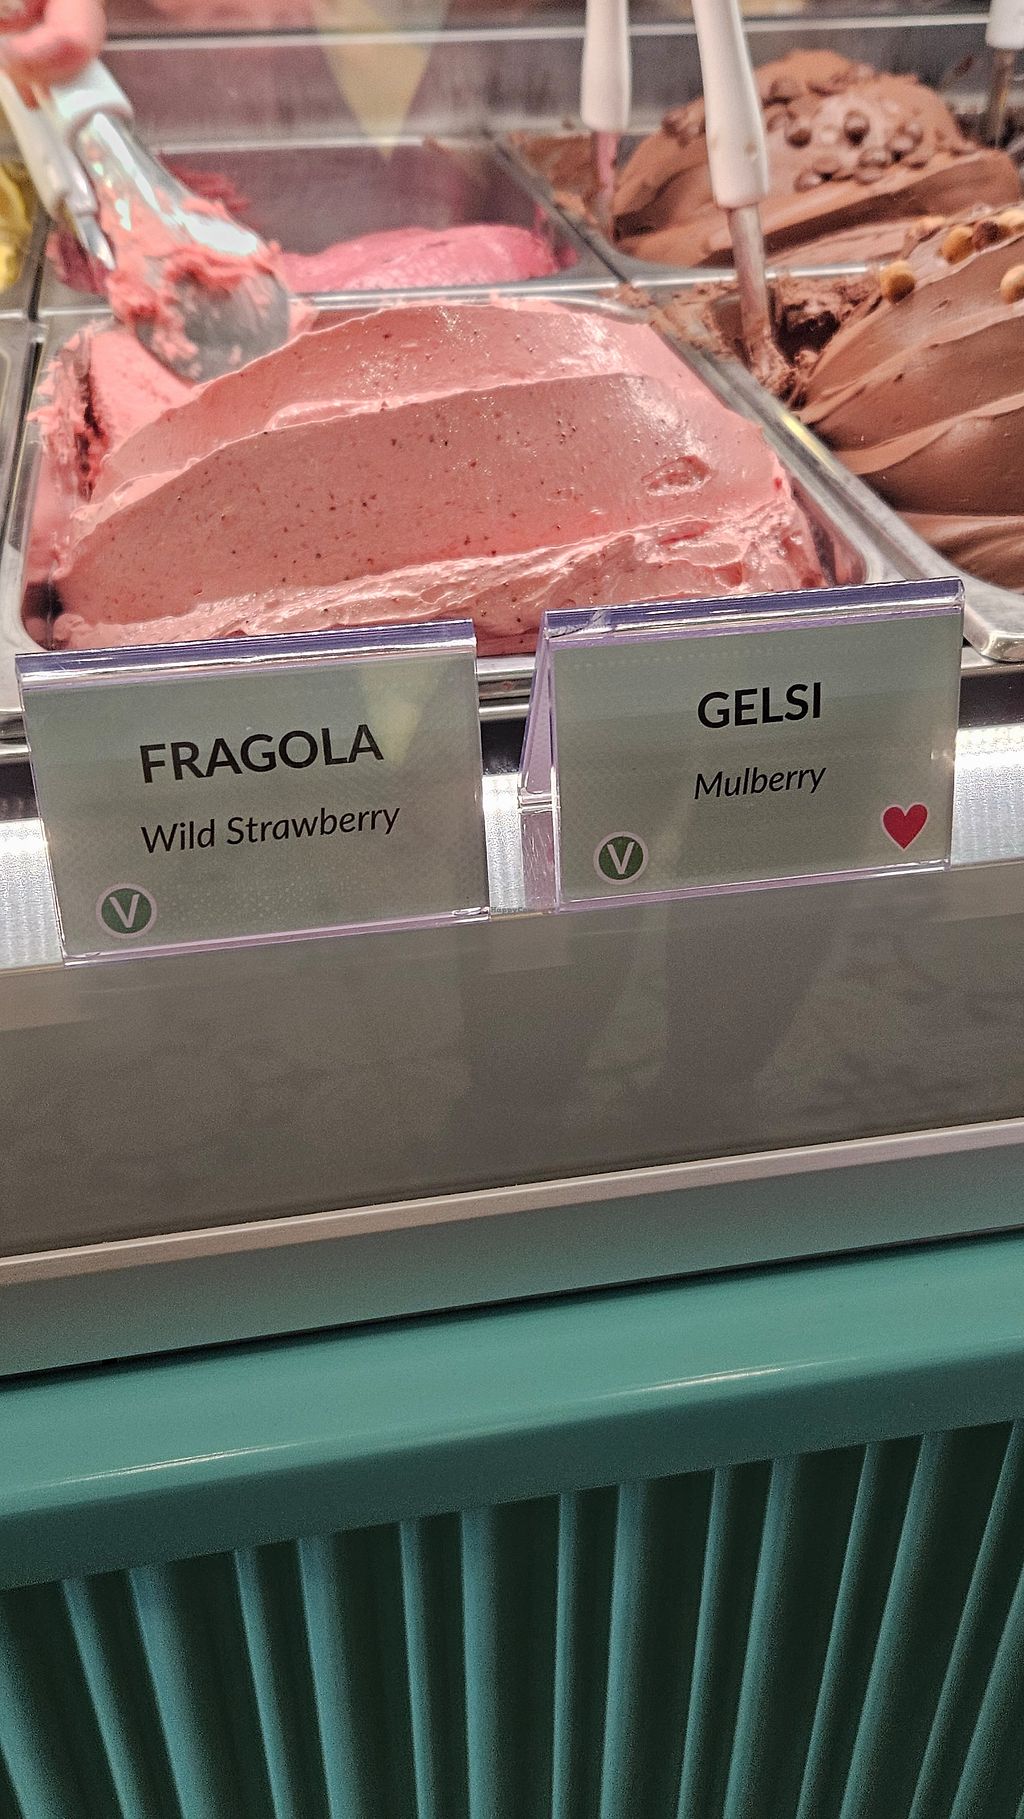 FRAGOLA
Wild Strawberry
V
GELSI
Mulberry
V